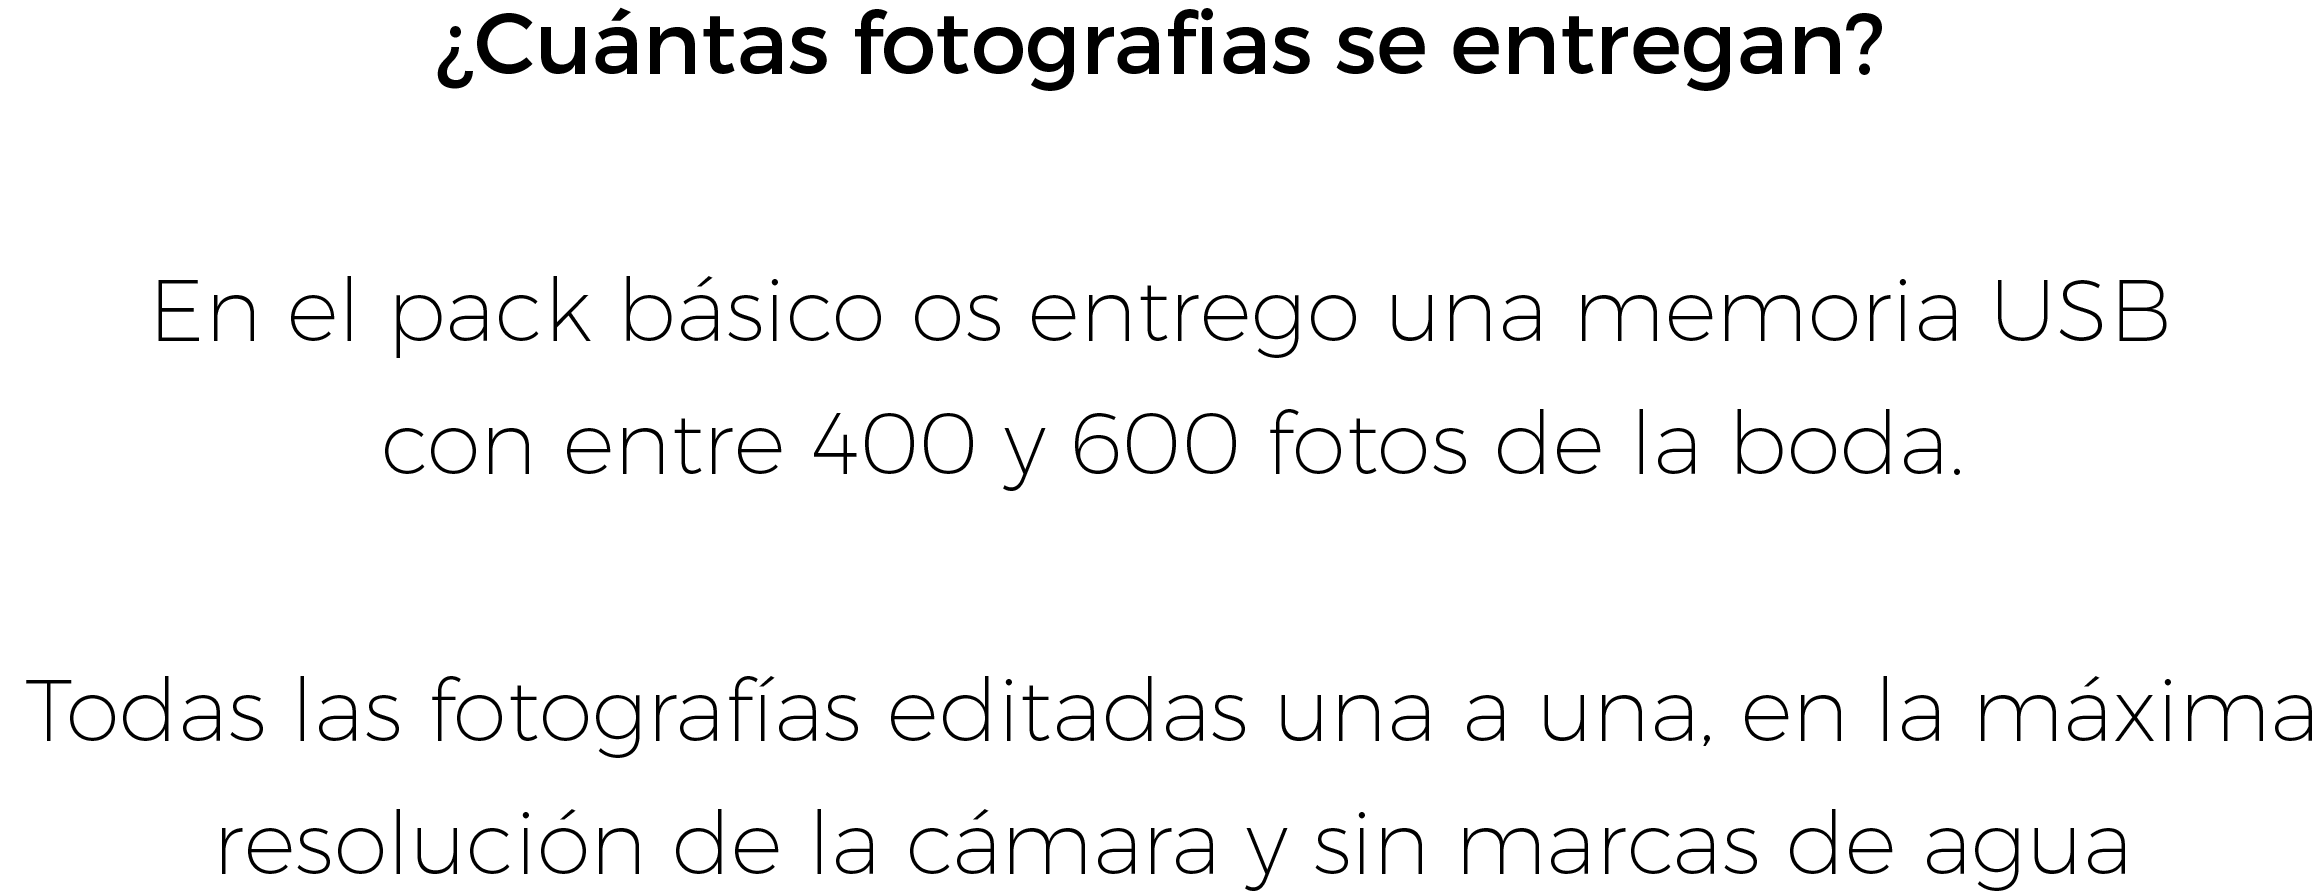 ¿Cuántas fotografias se entregan?
En el pack básico os entrego una memoria USB
con entre 400 y 600 fotos de la boda.
Todas las fotografías editadas una a una, en la máxima
resolución de la cámara y sin marcas de agua